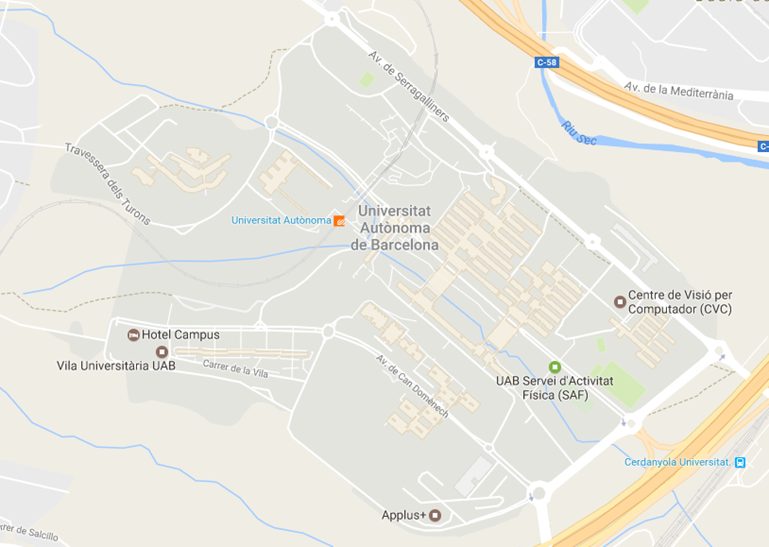 C-58
Av. de la Mediterrània
Av. de Serragalliners
Riu Sec
C-
Travessera dels Turons
Universitat Autònoma
Universitat
Autònoma
de Barcelona
Centre de Visió per
Computador (CVC)
Hotel Campus
Vila Universitària UAB
Carrer de la Vila
Av. de Can Domènech
UAB Servei d'Activitat
Física (SAF)
Cerdanyola Universitat.
Applus+
rer de Salcillo